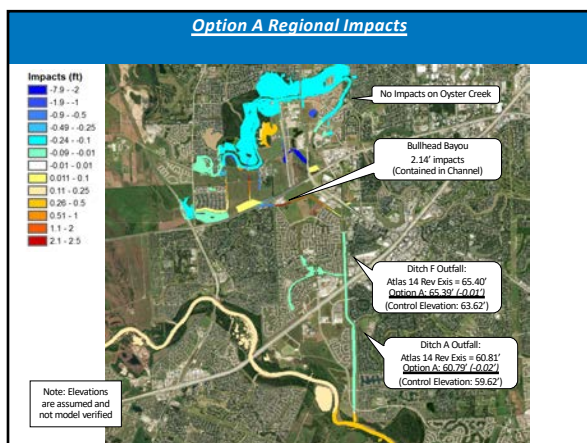 Option A Regional Impacts
Impacts (ft)
-7.9 - -2
-1.9 - -1
-0.9 - -0.5
-0.49 - -0.25
-0.24 - -0.1
-0.09 - -0.01
-0.01 - 0.01
0.011 - 0.1
0.11 - 0.25
0.26 - 0.5
0.51 - 1
1.1 - 2
2.1 - 2.5
No Impacts on Oyster Creek
Bullhead Bayou
2.14’ impacts
(Contained in Channel)
Ditch F Outfall:
Atlas 14 Rev Exis = 65.40’
Option A: 65.39’ (-0.01’)
(Control Elevation: 63.62’)
Ditch A Outfall:
Atlas 14 Rev Exis = 60.81’
Option A: 60.79’ (-0.02’)
(Control Elevation: 59.62’)
Note: Elevations
are assumed and
not model verified